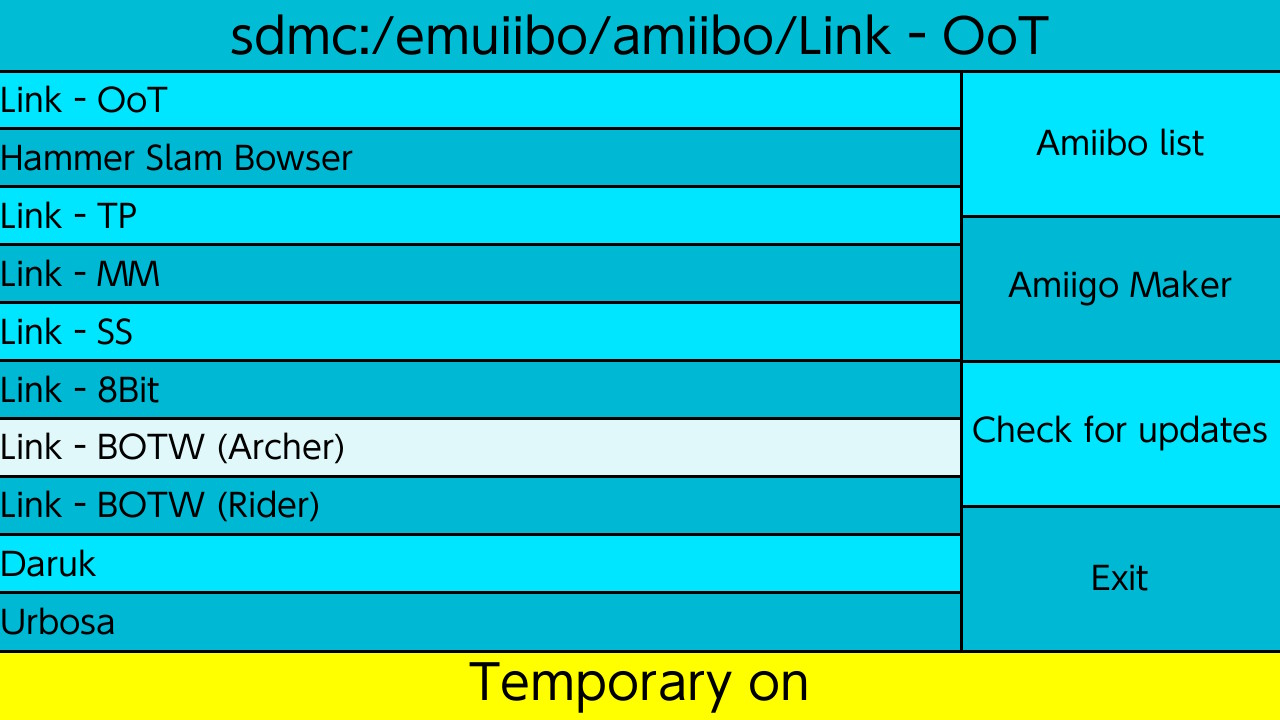 sdmc:/emuiibo/amiibo/Link - OoT
Link - OoT
Hammer Slam Bowser
Link - TP
Link - MM
Link - SS
Link - 8Bit
Link - BOTW (Archer)
Link - BOTW (Rider)
Daruk
Urbosa
Amiibo list
Amiigo Maker
Check for updates
Exit
Temporary on